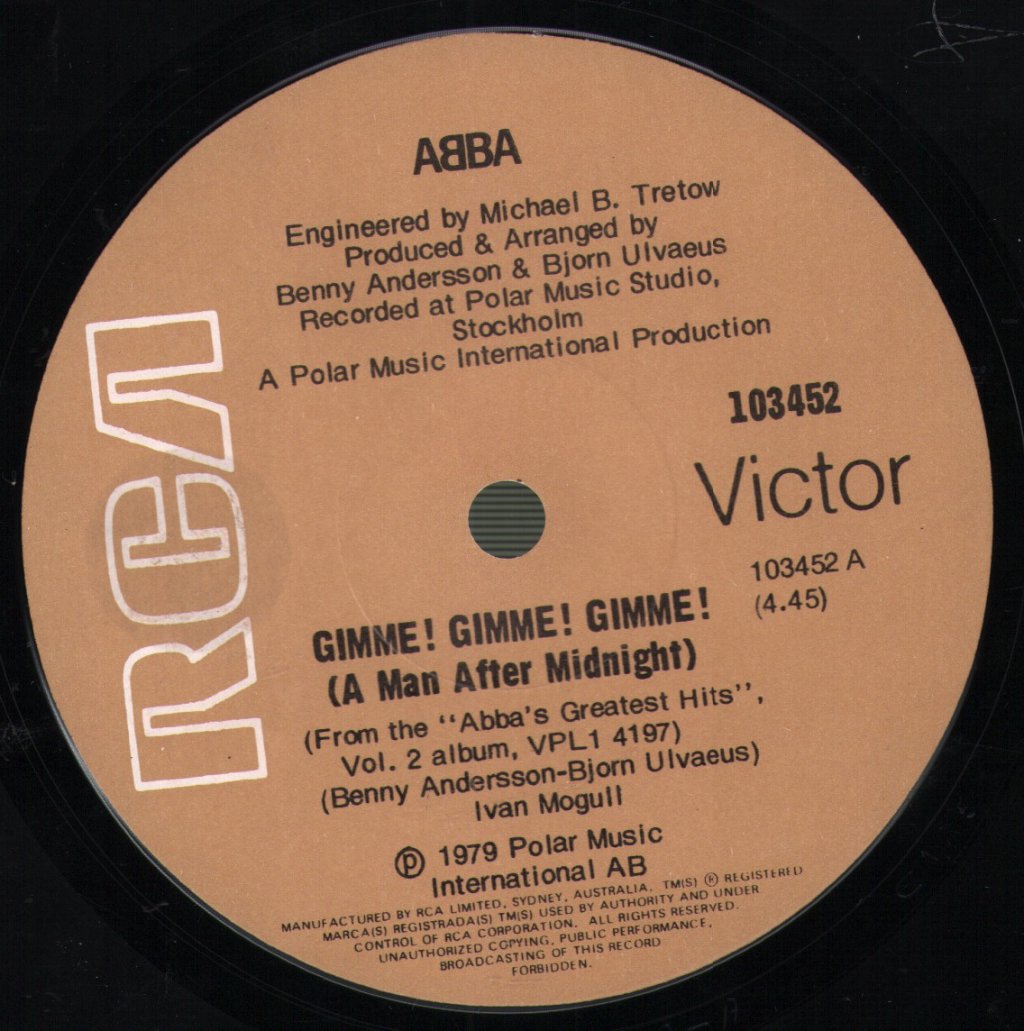 ABBA
Engineered by Michael B. Tretow
Produced & Arranged by
Benny Andersson & Bjorn Ulvaeus
Recorded at Polar Music Studio,
Stockholm
A Polar Music International Production
103452
Victor
RCA
103452 A
(4.45)
GIMME! GIMME! GIMME!
(A Man After Midnight)
(From the "Abba's Greatest Hits",
Vol. 2 album, VPL1 4197)
(Benny Andersson-Bjorn Ulvaeus)
Ivan Mogull
℗ 1979 Polar Music
International AB
MANUFACTURED BY RCA LIMITED, SYDNEY, AUSTRALIA. TM(S) ® REGISTERED
MARCA(S) REGISTRADA(S) TM(S) USED BY AUTHORITY AND UNDER
CONTROL OF RCA CORPORATION. ALL RIGHTS RESERVED.
UNAUTHORIZED COPYING, PUBLIC PERFORMANCE,
BROADCASTING OF THIS RECORD
FORBIDDEN.